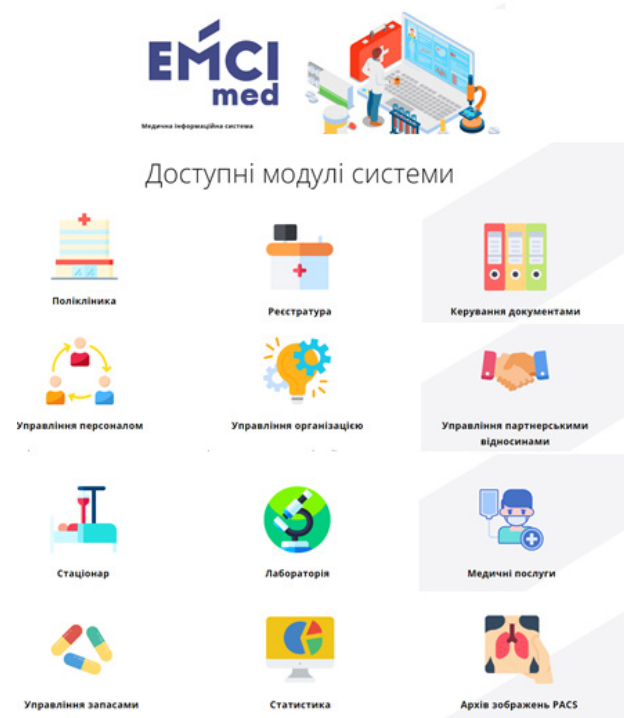 EMCI
med
Медична інформаційна система
Доступні модулі системи
Поліклініка
Реєстратура
Керування документами
Управління персоналом
Управління організацією
Управління партнерськими
відносинами
Стаціонар
Лабораторія
Медичні послуги
Управління запасами
Статистика
Архів зображень PACS